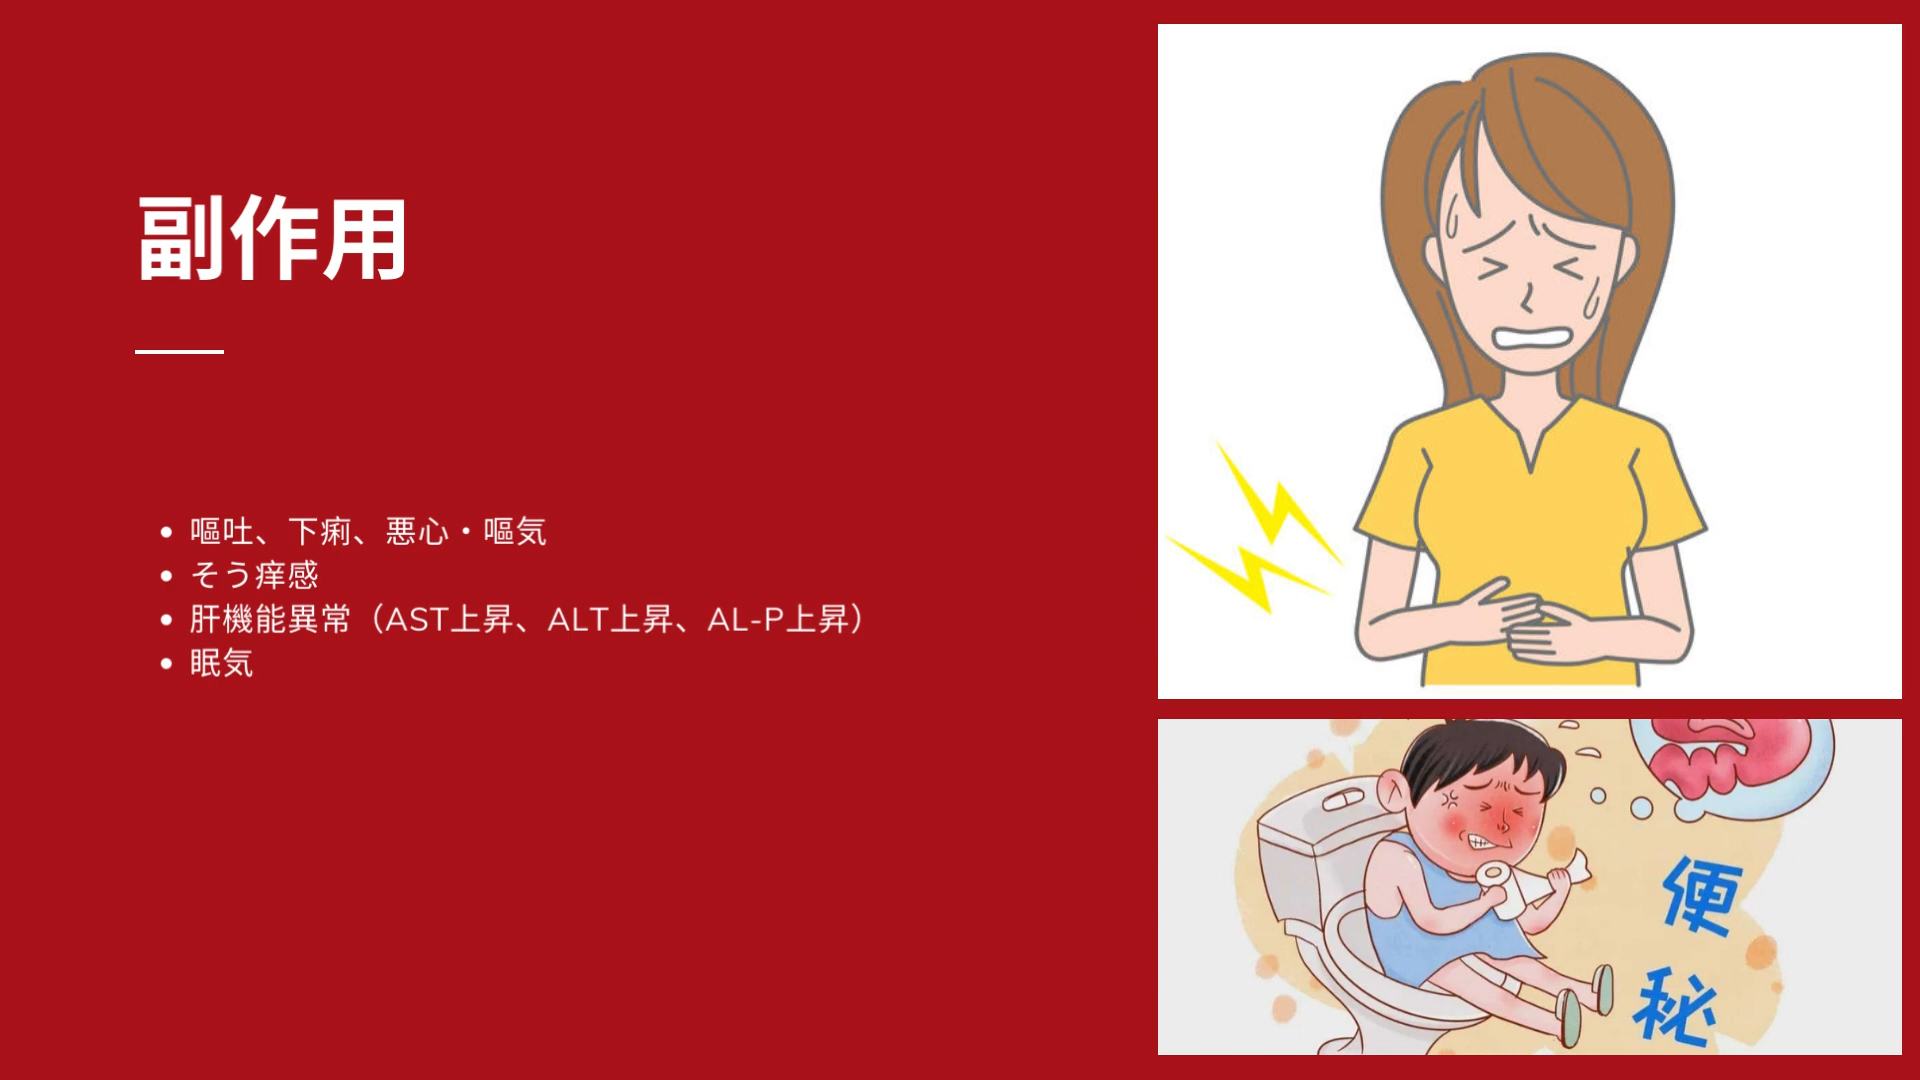 副作用
• 嘔吐、下痢、悪心・嘔気
• そう痒感
• 肝機能異常（AST上昇、ALT上昇、AL-P上昇）
• 眠気
便
秘